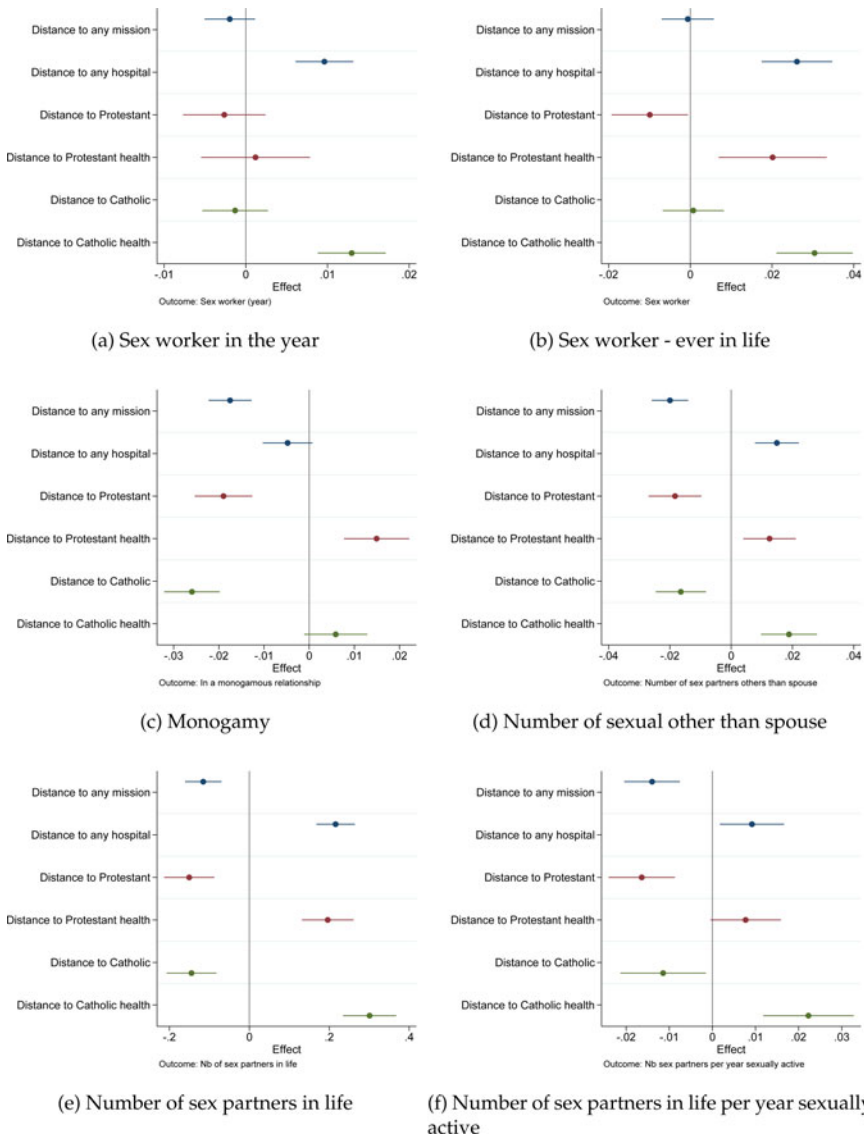 Distance to any mission
Distance to any hospital
Distance to Protestant
Distance to Protestant health
Distance to Catholic
Distance to Catholic health
-.01 0 .01 .02
Effect
Outcome: Sex worker (year)
(a) Sex worker in the year
Distance to any mission
Distance to any hospital
Distance to Protestant
Distance to Protestant health
Distance to Catholic
Distance to Catholic health
-.02 0 .02 .04
Effect
Outcome: Sex worker
(b) Sex worker - ever in life
Distance to any mission
Distance to any hospital
Distance to Protestant
Distance to Protestant health
Distance to Catholic
Distance to Catholic health
-.03 -.02 -.01 0 .01 .02
Effect
Outcome: In a monogamous relationship
(c) Monogamy
Distance to any mission
Distance to any hospital
Distance to Protestant
Distance to Protestant health
Distance to Catholic
Distance to Catholic health
-.04 -.02 0 .02 .04
Effect
Outcome: Number of sex partners others than spouse
(d) Number of sexual other than spouse
Distance to any mission
Distance to any hospital
Distance to Protestant
Distance to Protestant health
Distance to Catholic
Distance to Catholic health
-.2 0 .2 .4
Effect
Outcome: Nb of sex partners in life
(e) Number of sex partners in life
Distance to any mission
Distance to any hospital
Distance to Protestant
Distance to Protestant health
Distance to Catholic
Distance to Catholic health
-.02 -.01 0 .01 .02 .03
Effect
Outcome: Nb sex partners per year sexually active
(f) Number of sex partners in life per year sexually
active